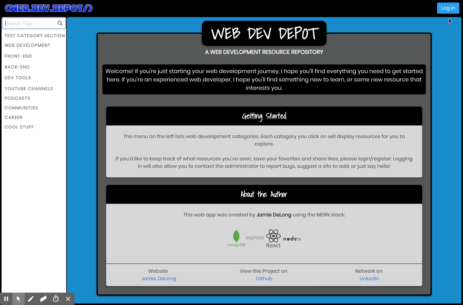 {WEB.DEV.DEPOT/}
Log in
Search Tags
TEST CATEGORY SECTION
WEB DEVELOPMENT
FRONT-END
BACK-END
DEV TOOLS
YOUTUBE CHANNELS
PODCASTS
COMMUNITIES
CAREER
COOL STUFF
WEB DEV DEPOT
A WEB DEVELOPMENT RESOURCE REPOSITORY
Welcome! If you're just starting your web development journey, I hope you'll find everything you need to get started
here. If you're an experienced web developer, I hope you'll find something new to learn, or some new resource that
interests you.
Getting Started
The menu on the left lists web development categories. Each category you click on will display resources for you to
explore.
If you'd like to keep track of what resources you've seen, save your favorites and share likes, please login/register. Logging
in will also allow you to contact the administrator to report bugs, suggest a site to add, or just say hello!
About the Author
This web app was created by Jamie DeLong using the MERN stack:
mongoDB express React node
Website
Jamie DeLong
View this Project on
Github
Network on
LinkedIn